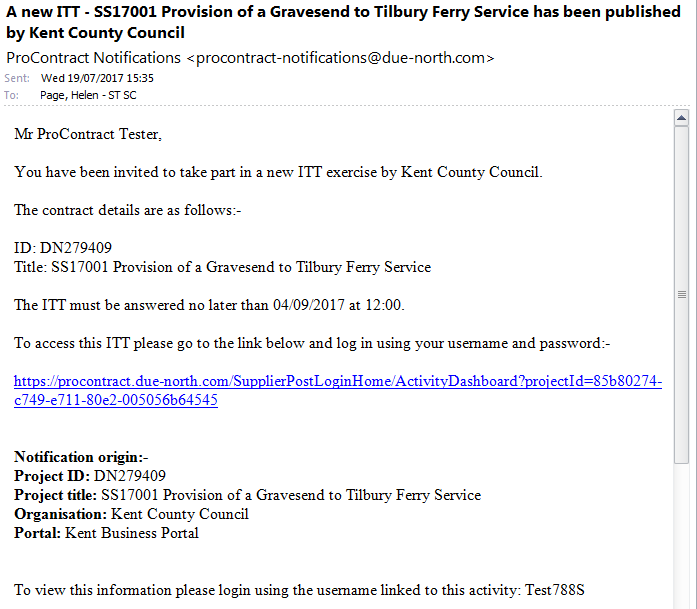 A new ITT - SS17001 Provision of a Gravesend to Tilbury Ferry Service has been published
by Kent County Council
ProContract Notifications <procontract-notifications@due-north.com>
Sent: Wed 19/07/2017 15:35
To: Page, Helen - ST SC
Mr ProContract Tester,
You have been invited to take part in a new ITT exercise by Kent County Council.
The contract details are as follows:-
ID: DN279409
Title: SS17001 Provision of a Gravesend to Tilbury Ferry Service
The ITT must be answered no later than 04/09/2017 at 12:00.
To access this ITT please go to the link below and log in using your username and password:-
https://procontract.due-north.com/SupplierPostLoginHome/ActivityDashboard?projectId=85b80274-
c749-e711-80e2-005056b64545
Notification origin:-
Project ID: DN279409
Project title: SS17001 Provision of a Gravesend to Tilbury Ferry Service
Organisation: Kent County Council
Portal: Kent Business Portal
To view this information please login using the username linked to this activity: Test788S